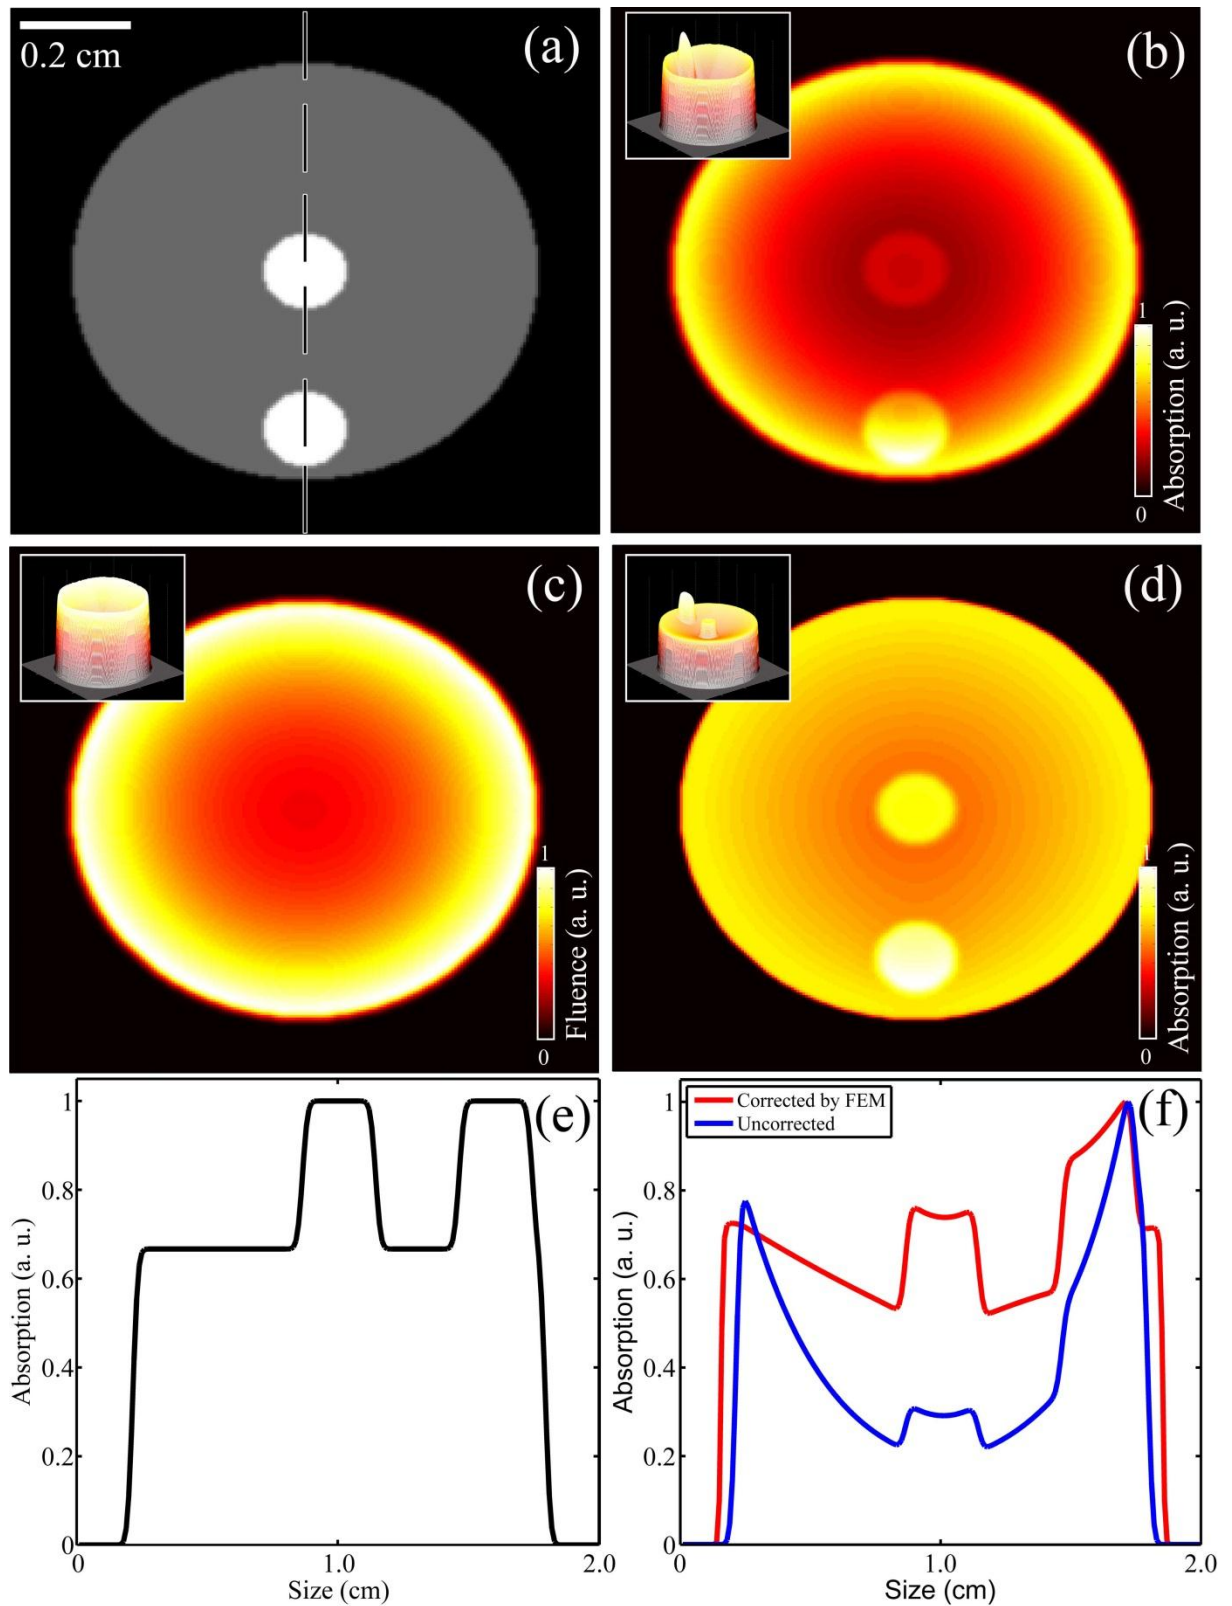 (a)
0.2 cm
(b)
1
Absorption (a. u.)
0
(c)
1
Fluence (a. u.)
0
(d)
1
Absorption (a. u.)
0
(e)
1
0.8
0.6
0.4
0.2
0
Absorption (a. u.)
0
1.0
2.0
Size (cm)
(f)
Corrected by FEM
Uncorrected
1
0.8
0.6
0.4
0.2
0
Absorption (a. u.)
0
1.0
2.0
Size (cm)